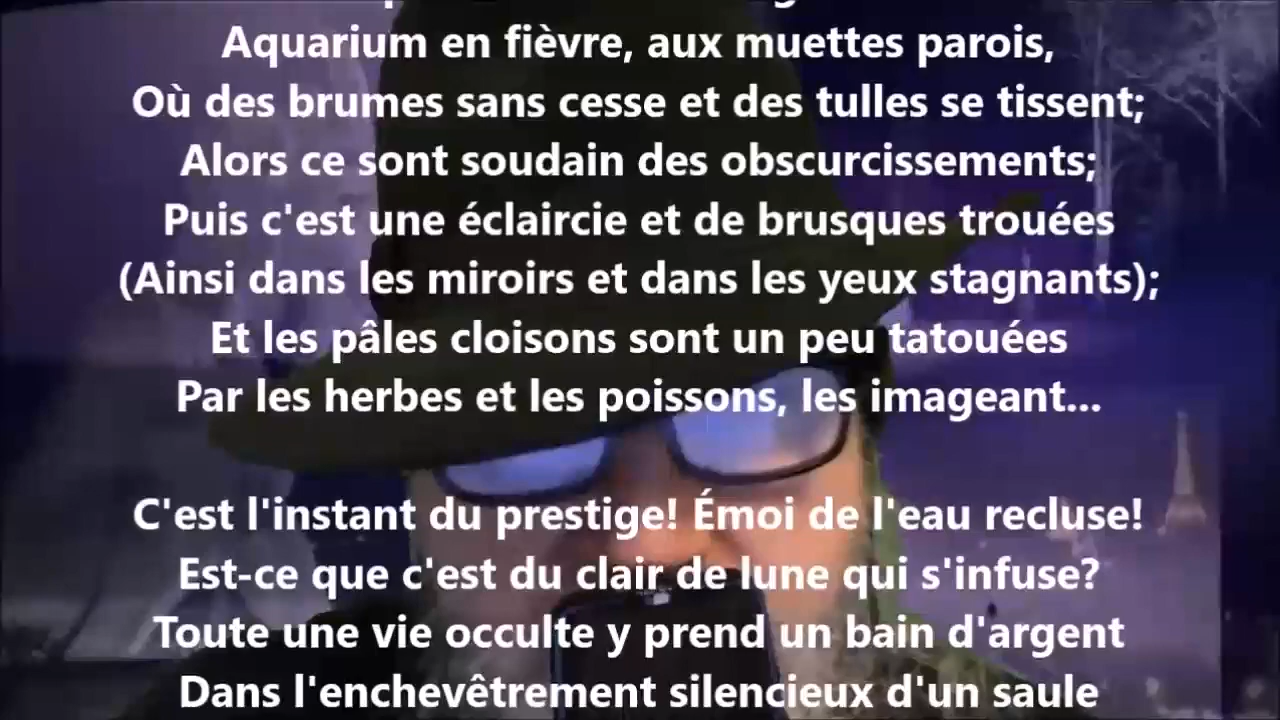 Aquarium en fièvre, aux muettes parois,
Où des brumes sans cesse et des tulles se tissent;
Alors ce sont soudain des obscurcissements;
Puis c'est une éclaircie et de brusques trouées
(Ainsi dans les miroirs et dans les yeux stagnants);
Et les pâles cloisons sont un peu tatouées
Par les herbes et les poissons, les imageant...
C'est l'instant du prestige! Émoi de l'eau recluse!
Est-ce que c'est du clair de lune qui s'infuse?
Toute une vie occulte y prend un bain d'argent
Dans l'enchevêtrement silencieux d'un saule